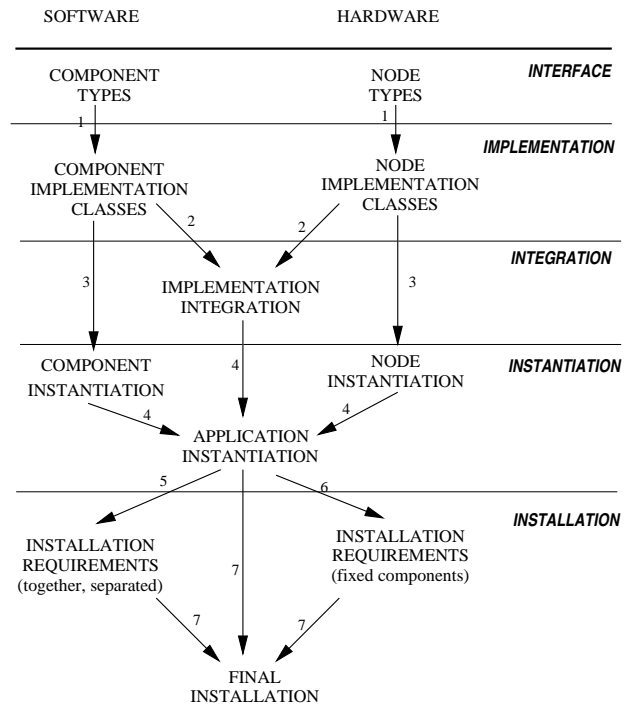 SOFTWARE HARDWARE
COMPONENT TYPES
NODE TYPES
INTERFACE
1 1
IMPLEMENTATION
COMPONENT
IMPLEMENTATION
CLASSES
NODE
IMPLEMENTATION
CLASSES
2 2
INTEGRATION
3
IMPLEMENTATION
INTEGRATION
3
COMPONENT
INSTANTIATION
4
NODE
INSTANTIATION
INSTANTIATION
4 4
APPLICATION
INSTANTIATION
5 6
INSTALLATION
INSTALLATION
REQUIREMENTS
(together, separated)
7
INSTALLATION
REQUIREMENTS
(fixed components)
7 7
FINAL
INSTALLATION